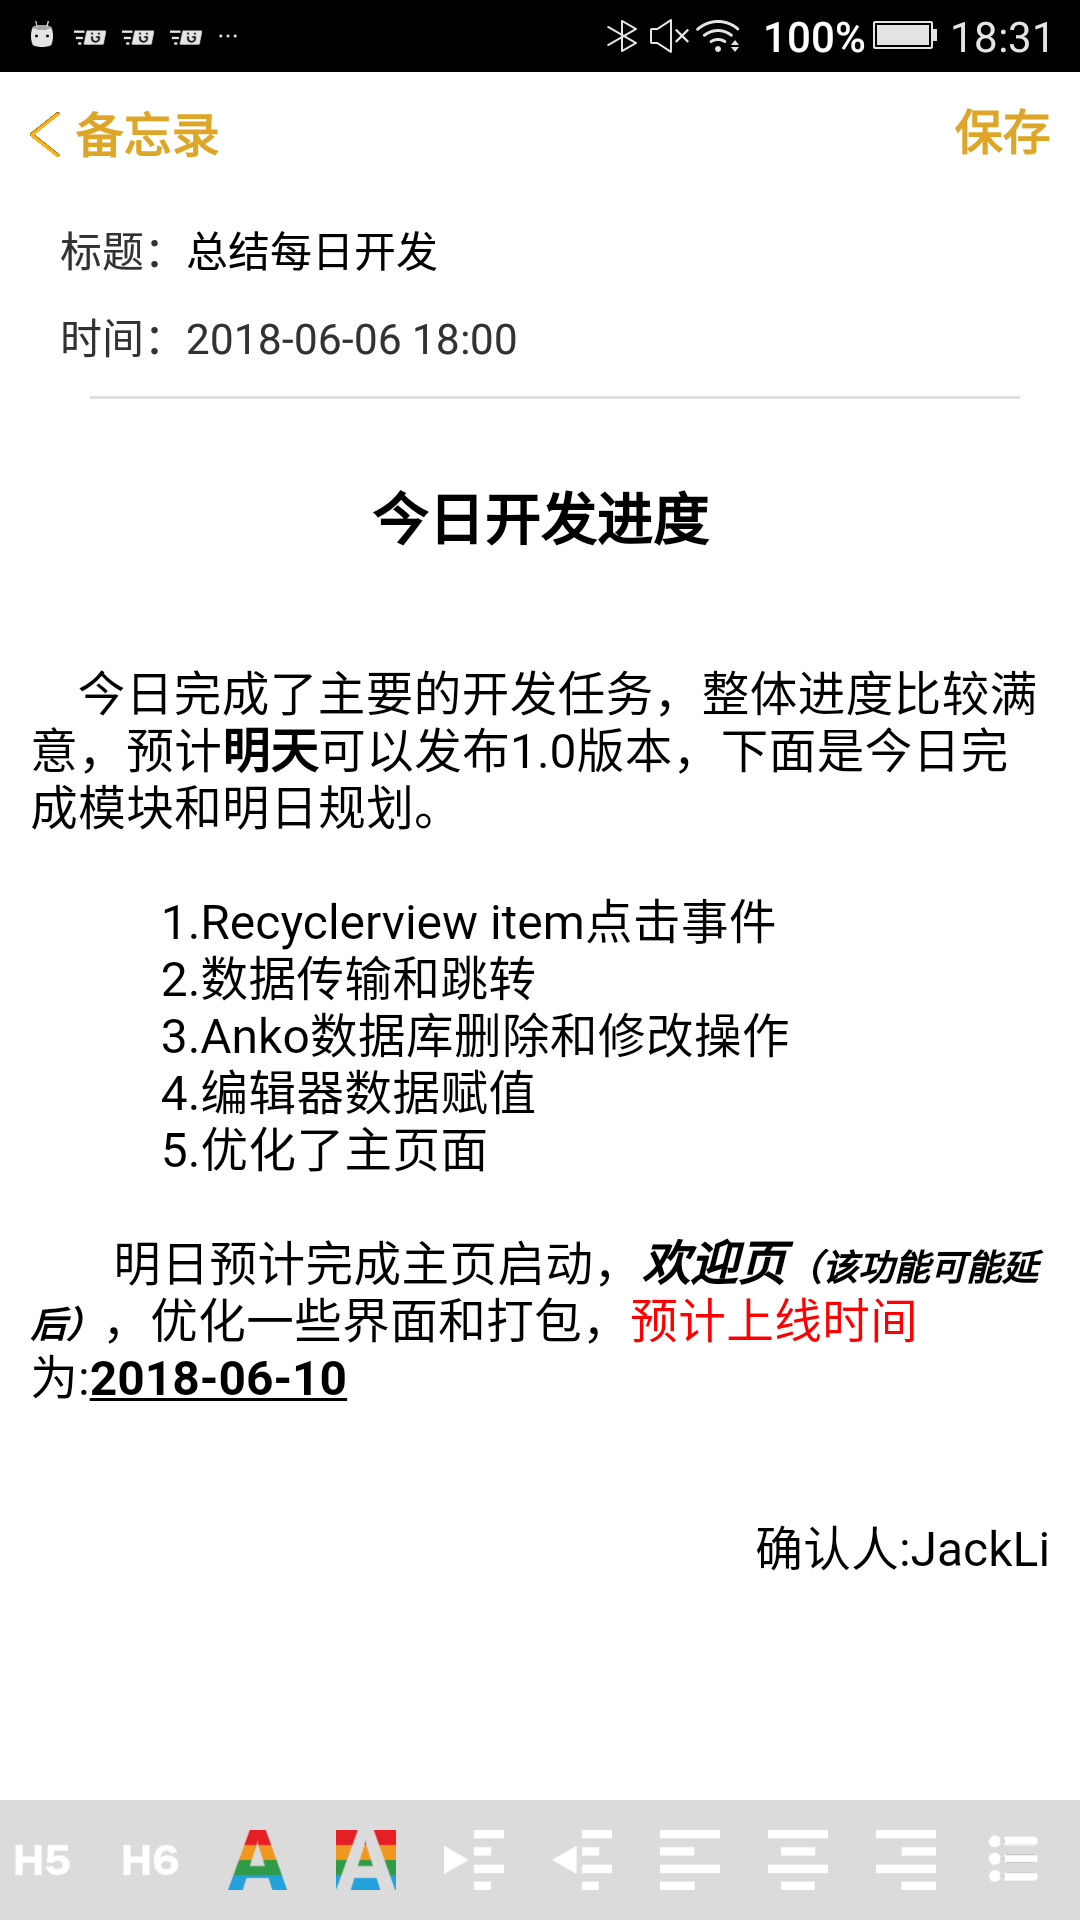 100% 18:31
备忘录 保存
标题：总结每日开发
时间：2018-06-06 18:00
今日开发进度
今日完成了主要的开发任务，整体进度比较满
意，预计明天可以发布1.0版本，下面是今日完
成模块和明日规划。
1.Recyclerview item点击事件
2.数据传输和跳转
3.Anko数据库删除和修改操作
4.编辑器数据赋值
5.优化了主页面
明日预计完成主页启动，欢迎页（该功能可能延
后），优化一些界面和打包，预计上线时间
为:2018-06-10
确认人:JackLi
H5 H6 A A